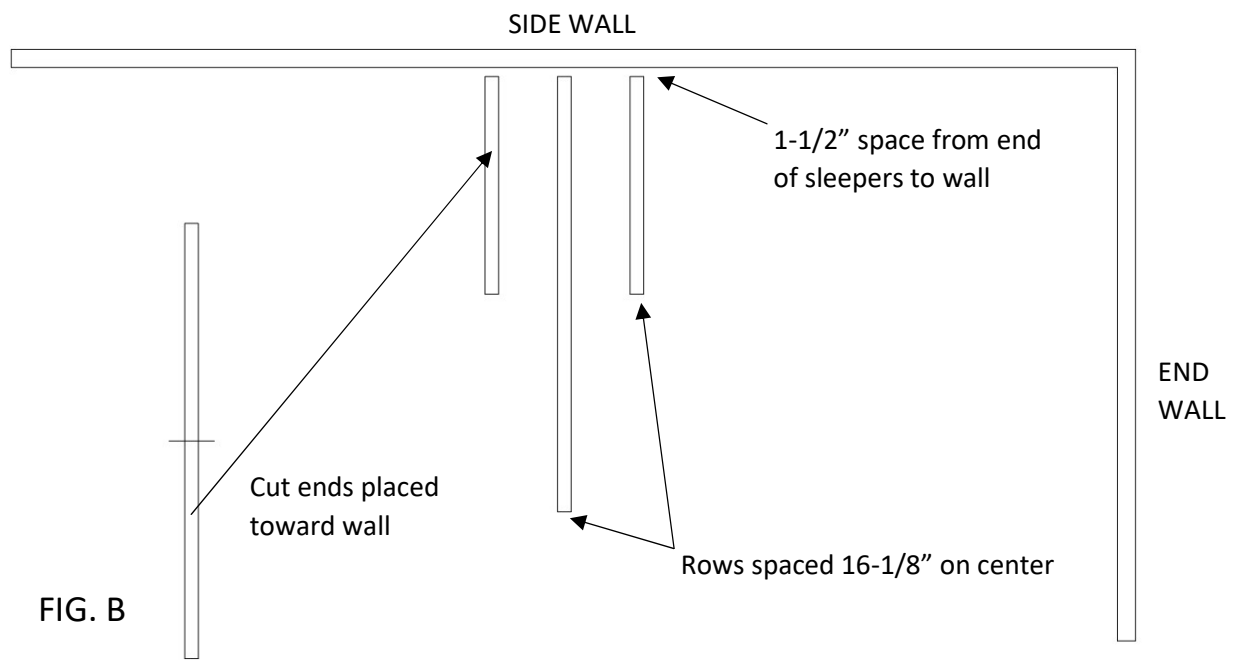 SIDE WALL
1-1/2” space from end
of sleepers to wall
END
WALL
Cut ends placed
toward wall
Rows spaced 16-1/8” on center
FIG. B